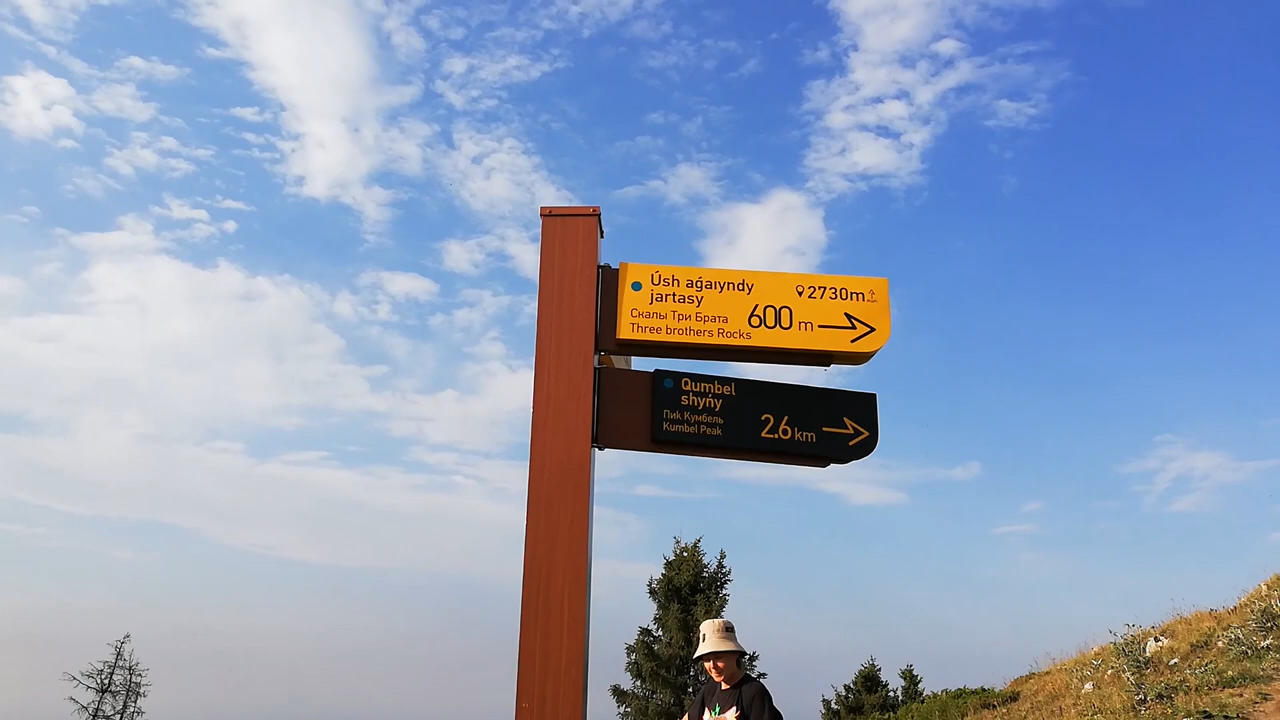 Úsh aǵaıyndy
jartasy
Скалы Три Брата
Three brothers Rocks
2730m
600 m
Qumbel
shyńy
Пик Кумбель
Kumbel Peak
2.6 km